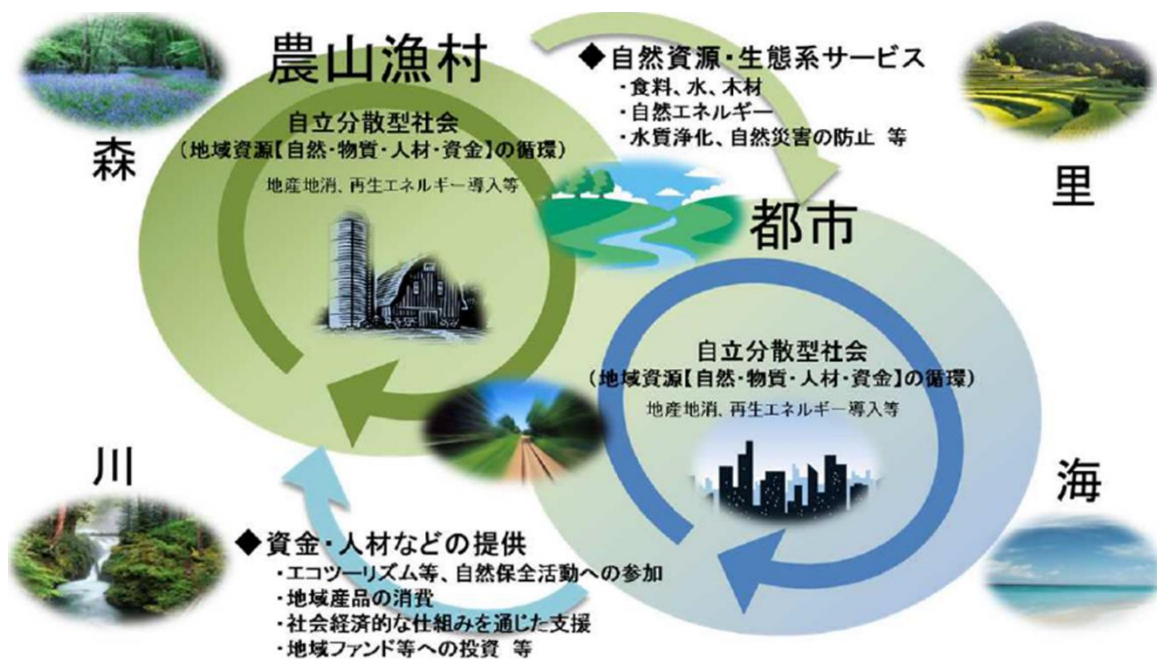 農山漁村
◆自然資源・生態系サービス
・食料、水、木材
・自然エネルギー
・水質浄化、自然災害の防止 等
森
里
自立分散型社会
(地域資源【自然・物質・人材・資金】の循環)
地産地消、再生エネルギー導入等
都市
自立分散型社会
(地域資源【自然・物質・人材・資金】の循環)
地産地消、再生エネルギー導入等
川
海
◆資金・人材などの提供
・エコツーリズム等、自然保全活動への参加
・地域産品の消費
・社会経済的な仕組みを通じた支援
・地域ファンド等への投資 等